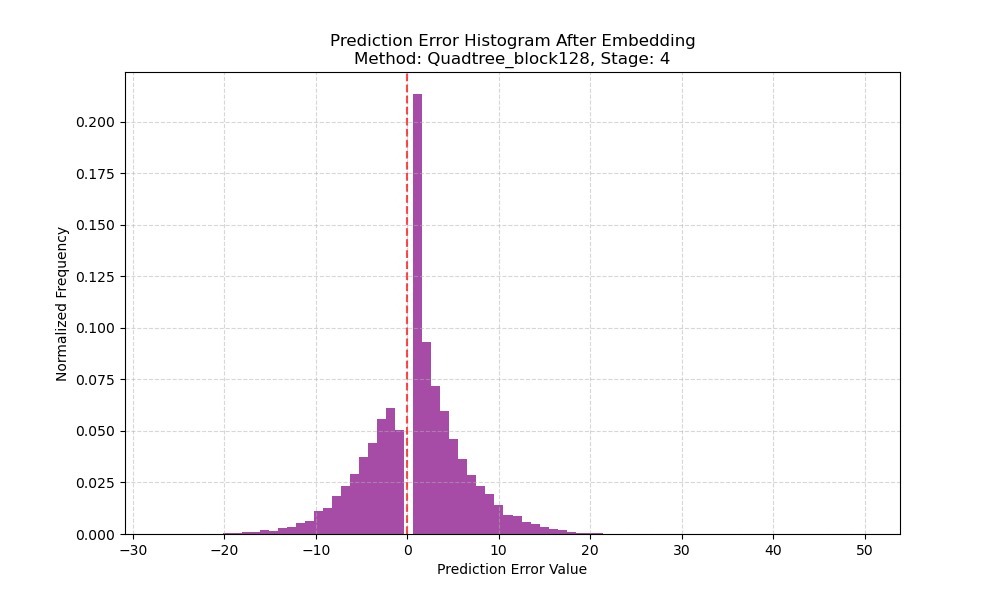 Prediction Error Histogram After Embedding
Method: Quadtree_block128, Stage: 4
Normalized Frequency
0.200
0.175
0.150
0.125
0.100
0.075
0.050
0.025
0.000
−30 −20 −10 0 10 20 30 40 50
Prediction Error Value